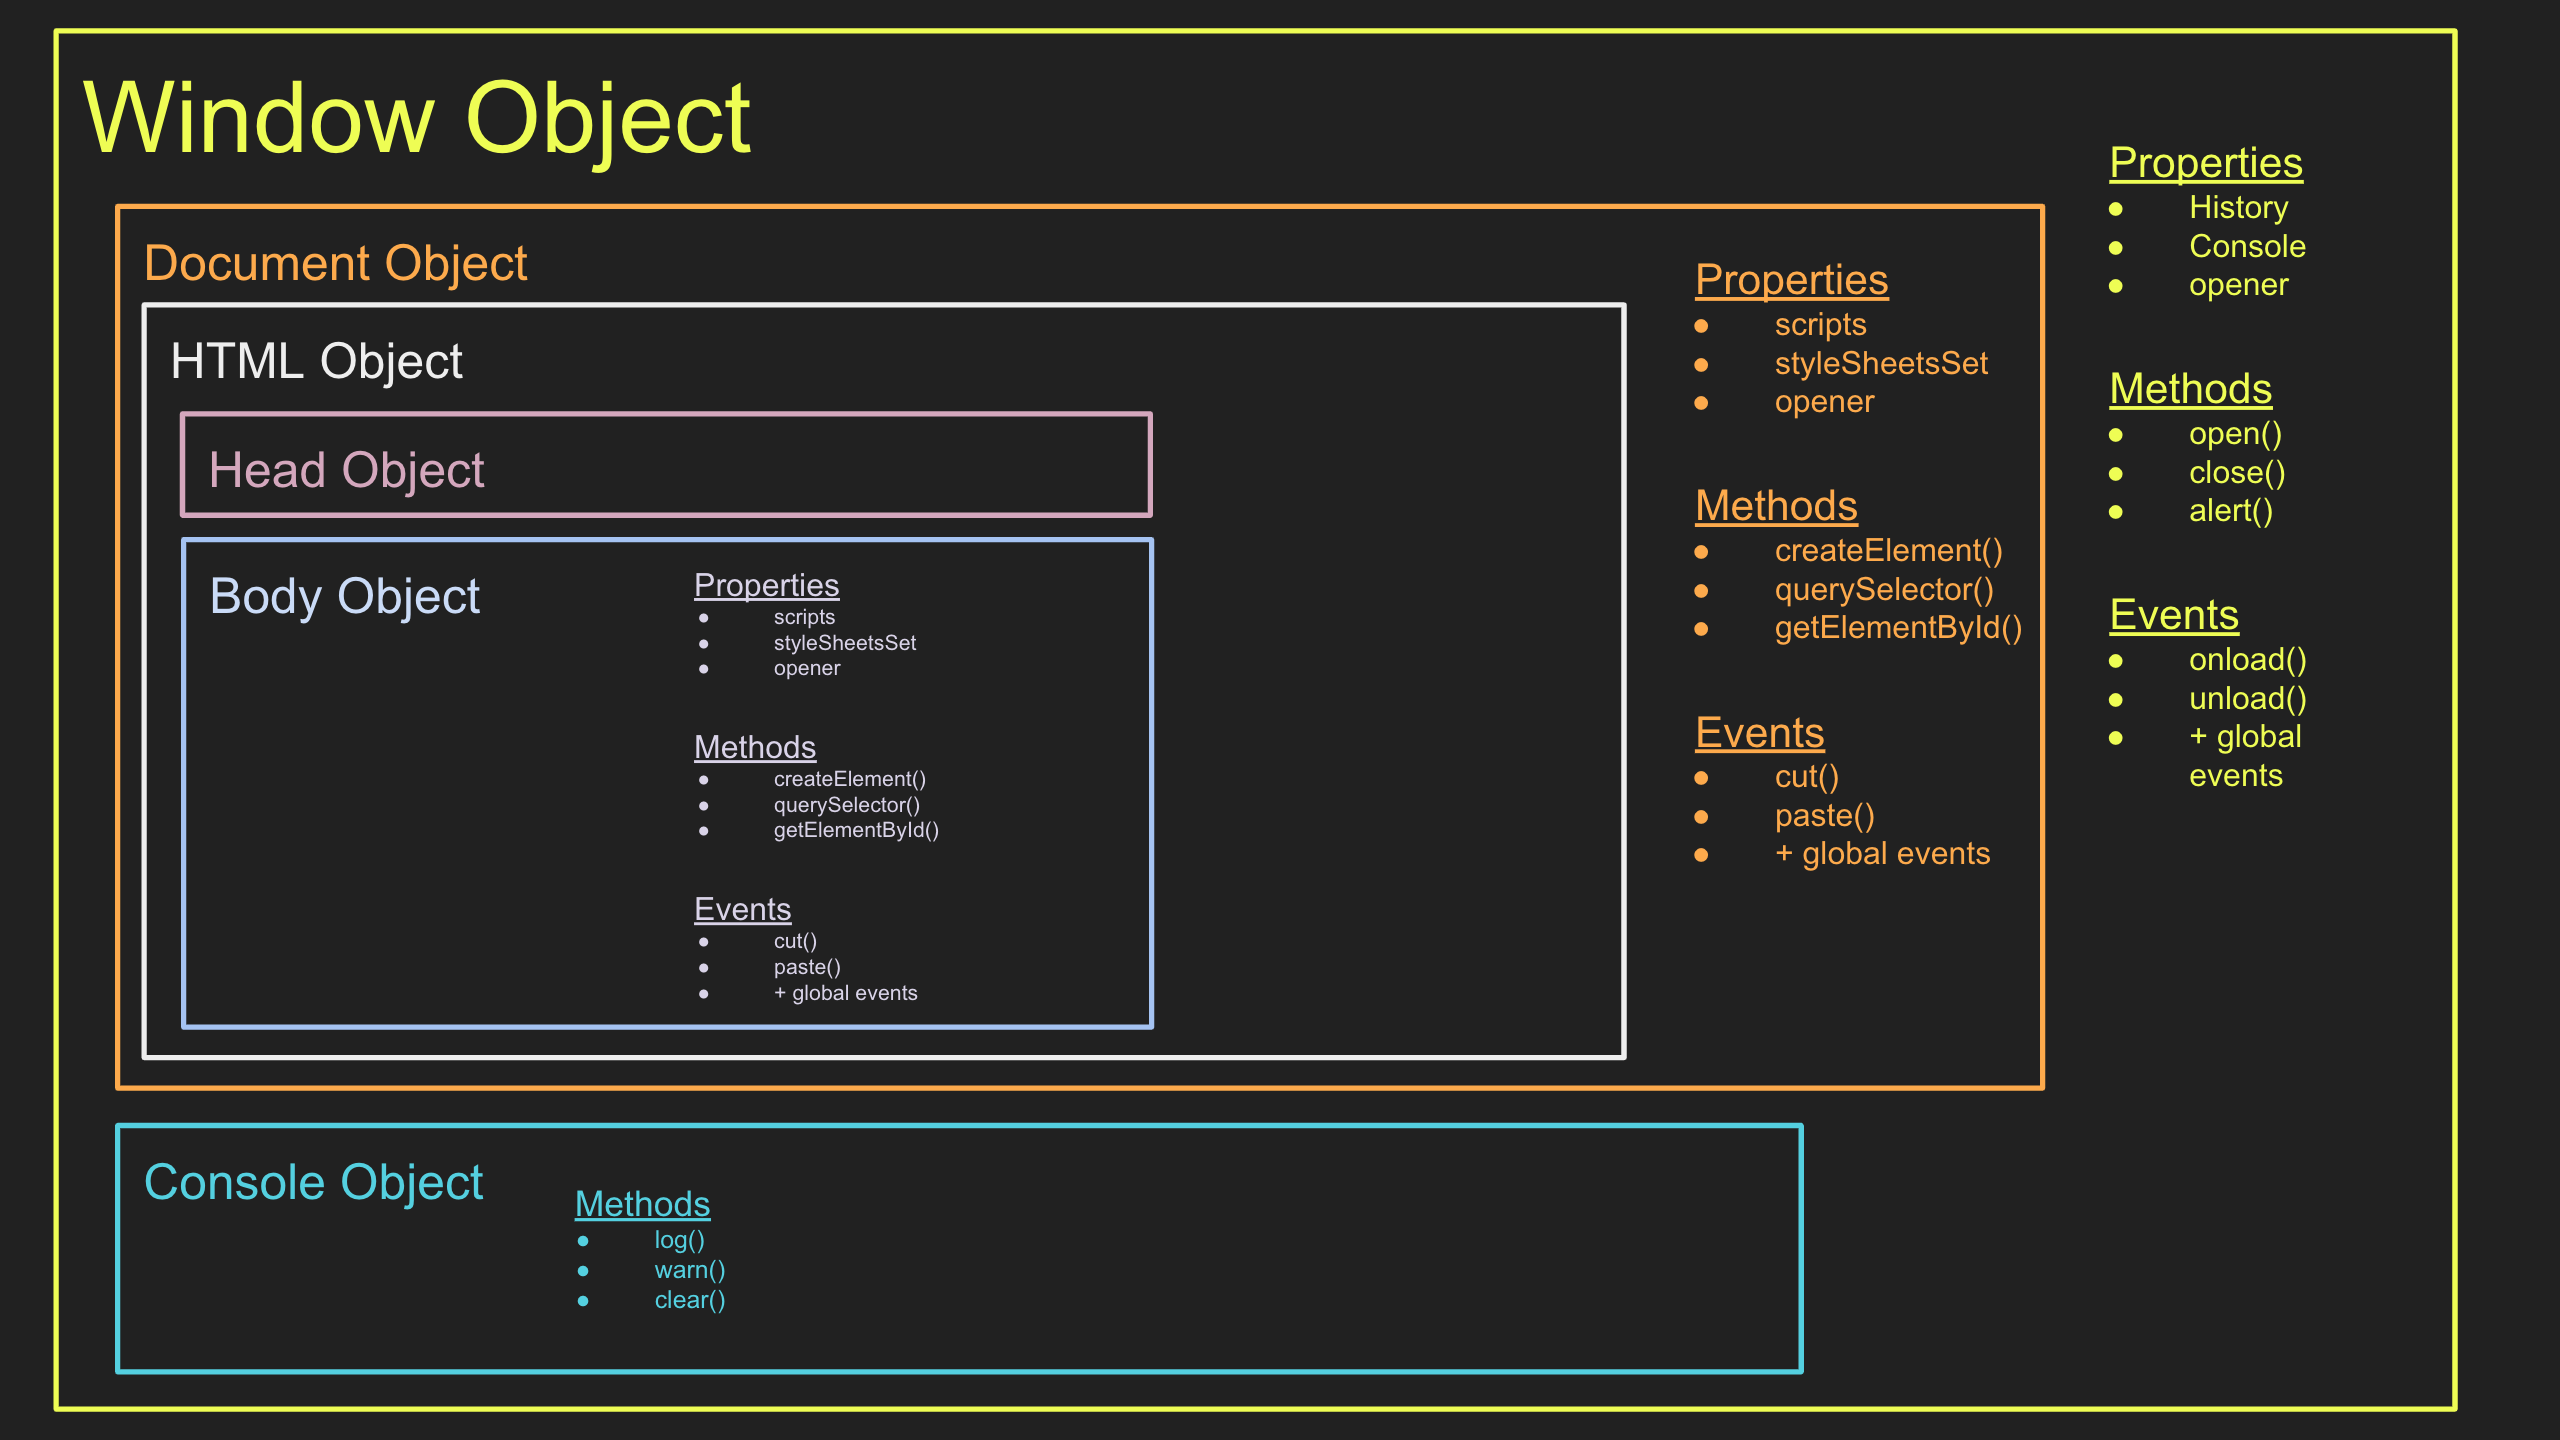 Window Object
Document Object
HTML Object
Head Object
Body Object
Properties
● scripts
● styleSheetsSet
● opener
Methods
● createElement()
● querySelector()
● getElementById()
Events
● cut()
● paste()
● + global events
Properties
● scripts
● styleSheetsSet
● opener
Methods
● createElement()
● querySelector()
● getElementById()
Events
● cut()
● paste()
● + global events
Properties
● History
● Console
● opener
Methods
● open()
● close()
● alert()
Events
● onload()
● unload()
● + global
events
Console Object
Methods
● log()
● warn()
● clear()